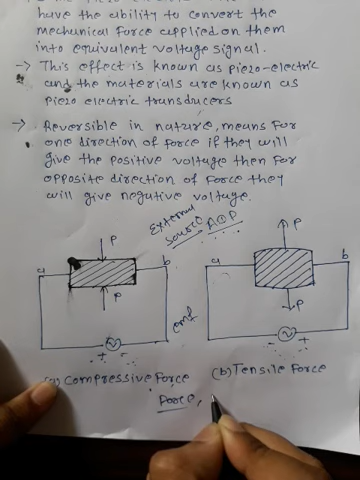 have the ability to convert the
mechanical force applied on them
into equivalent voltage signal.
→ This effect is known as Piezo-electric
and the materials are known as
piezo electric transducers
→ Reversible in nature, means for
one direction of force if they will
give the positive voltage then for
opposite direction of force they
will give negative voltage.
External
Source
P
P
a
b
a
b
P
P
emf
- +
- +
(a) Compressive Force
(b) Tensile Force
Force,